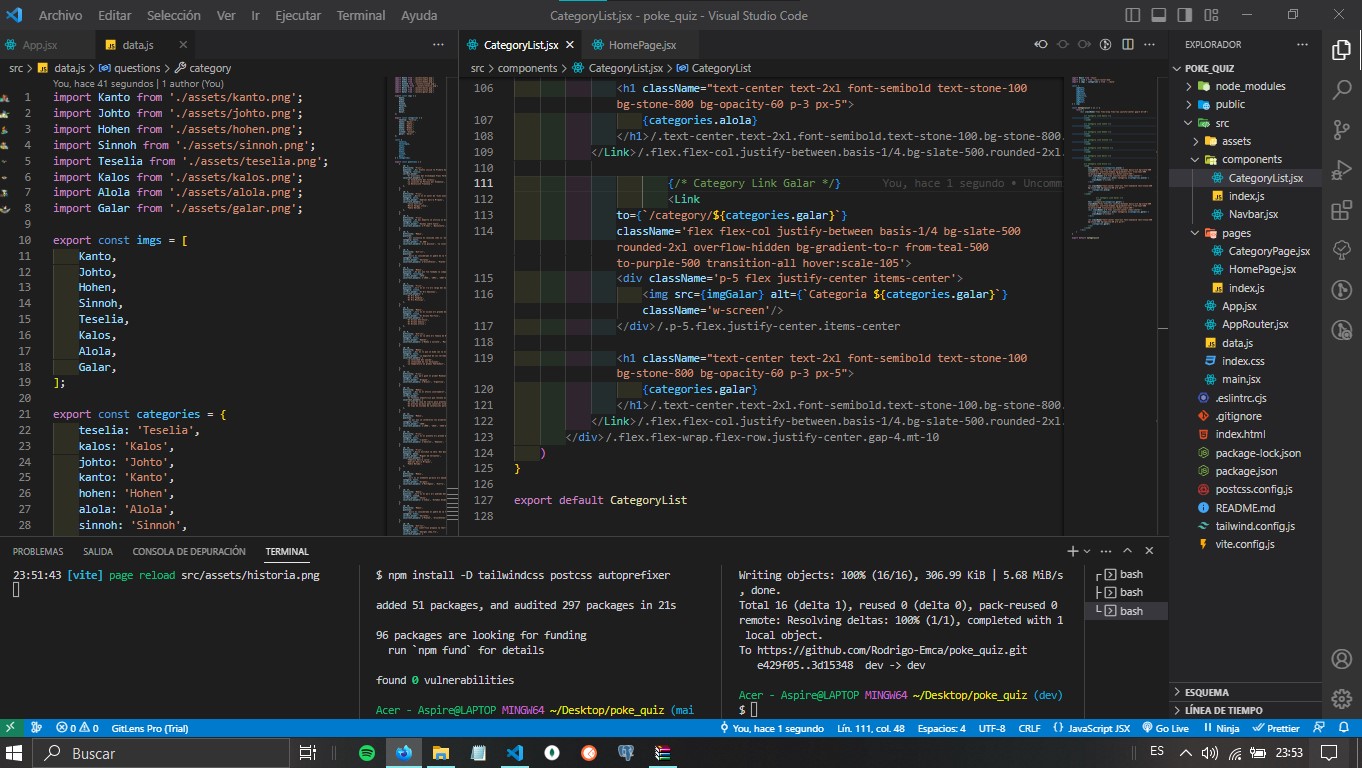 Archivo Editar Selección Ver Ir Ejecutar Terminal Ayuda
CategoryList.jsx - poke_quiz - Visual Studio Code
App.jsx
data.js
src > data.js > questions > category
You, hace 41 segundos | 1 author (You)
1 import Kanto from './assets/kanto.png';
2 import Johto from './assets/johto.png';
3 import Hohen from './assets/hohen.png';
4 import Sinnoh from './assets/sinnoh.png';
5 import Teselia from './assets/teselia.png';
6 import Kalos from './assets/kalos.png';
7 import Alola from './assets/alola.png';
8 import Galar from './assets/galar.png';
9
10 export const imgs = [
11 Kanto,
12 Johto,
13 Hohen,
14 Sinnoh,
15 Teselia,
16 Kalos,
17 Alola,
18 Galar,
19 ];
20
21 export const categories = {
22 teselia: 'Teselia',
23 kalos: 'Kalos',
24 johto: 'Johto',
25 kanto: 'Kanto',
26 hohen: 'Hohen',
27 alola: 'Alola',
28 sinnoh: 'Sinnoh',
CategoryList.jsx
HomePage.jsx
src > components > CategoryList.jsx > CategoryList
106 <h1 className="text-center text-2xl font-semibold text-stone-100
bg-stone-800 bg-opacity-60 p-3 px-5">
107 {categories.alola}
108 </h1>/.text-center.text-2xl.font-semibold.text-stone-100.bg-stone-800.
109 </Link>/.flex.flex-col.justify-between.basis-1/4.bg-slate-500.rounded-2xl.
110
111 {/* Category Link Galar */} You, hace 1 segundo • Uncomm
112 <Link
113 to={`/category/${categories.galar}`}
114 className='flex flex-col justify-between basis-1/4 bg-slate-500
rounded-2xl overflow-hidden bg-gradient-to-r from-teal-500
to-purple-500 transition-all hover:scale-105'>
115 <div className='p-5 flex justify-center items-center'>
116 <img src={imgGalar} alt={`Categoria ${categories.galar}`}
className='w-screen'/>
117 </div>/.p-5.flex.justify-center.items-center
118
119 <h1 className="text-center text-2xl font-semibold text-stone-100
bg-stone-800 bg-opacity-60 p-3 px-5">
120 {categories.galar}
121 </h1>/.text-center.text-2xl.font-semibold.text-stone-100.bg-stone-800.
122 </Link>/.flex.flex-col.justify-between.basis-1/4.bg-slate-500.rounded-2xl.
123 </div>/.flex.flex-wrap.flex-row.justify-center.gap-4.mt-10
124 )
125 }
126
127 export default CategoryList
128
EXPLORADOR
POKE_QUIZ
node_modules
public
src
assets
components
CategoryList.jsx
index.js
Navbar.jsx
pages
CategoryPage.jsx
HomePage.jsx
index.js
App.jsx
AppRouter.jsx
data.js
index.css
main.jsx
.eslintrc.cjs
.gitignore
index.html
package-lock.json
package.json
postcss.config.js
README.md
tailwind.config.js
vite.config.js
ESQUEMA
LÍNEA DE TIEMPO
PROBLEMAS SALIDA CONSOLA DE DEPURACIÓN TERMINAL
23:51:43 [vite] page reload src/assets/historia.png
$ npm install -D tailwindcss postcss autoprefixer
added 51 packages, and audited 297 packages in 21s
96 packages are looking for funding
run `npm fund` for details
found 0 vulnerabilities
Acer - Aspire@LAPTOP MINGW64 ~/Desktop/poke_quiz (mai
Writing objects: 100% (16/16), 306.99 KiB | 5.68 MiB/s
, done.
Total 16 (delta 1), reused 0 (delta 0), pack-reused 0
remote: Resolving deltas: 100% (1/1), completed with 1
local object.
To https://github.com/Rodrigo-Emca/poke_quiz.git
e429f05..3d15348 dev -> dev
Acer - Aspire@LAPTOP MINGW64 ~/Desktop/poke_quiz (dev)
$
bash
bash
bash
0 0 GitLens Pro (Trial)
You, hace 1 segundo Lín. 111, col. 48 Espacios: 4 UTF-8 CRLF {} JavaScript JSX Go Live Ninja Prettier
Buscar
ES 23:53